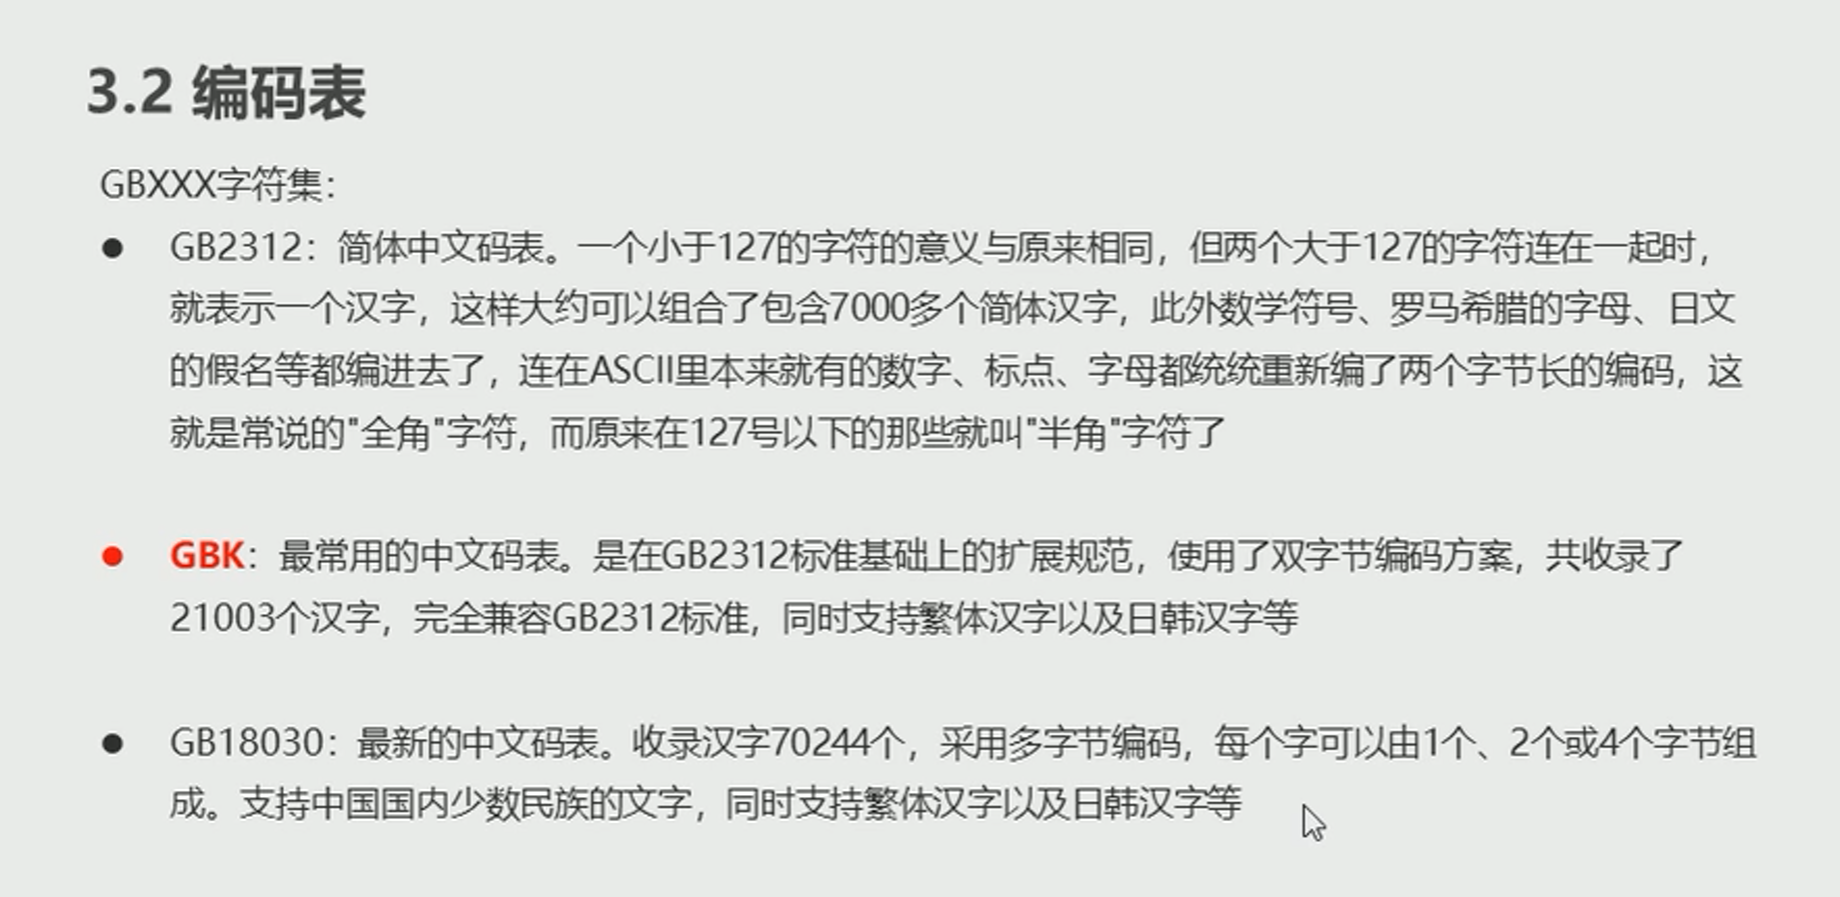 3.2 编码表
GBXXX字符集：
● GB2312：简体中文码表。一个小于127的字符的意义与原来相同，但两个大于127的字符连在一起时，
就表示一个汉字，这样大约可以组合了包含7000多个简体汉字，此外数学符号、罗马希腊的字母、日文
的假名等都编进去了，连在ASCII里本来就有的数字、标点、字母都统统重新编了两个字节长的编码，这
就是常说的"全角"字符，而原来在127号以下的那些就叫"半角"字符了
● GBK：最常用的中文码表。是在GB2312标准基础上的扩展规范，使用了双字节编码方案，共收录了
21003个汉字，完全兼容GB2312标准，同时支持繁体汉字以及日韩汉字等
● GB18030：最新的中文码表。收录汉字70244个，采用多字节编码，每个字可以由1个、2个或4个字节组
成。支持中国国内少数民族的文字，同时支持繁体汉字以及日韩汉字等